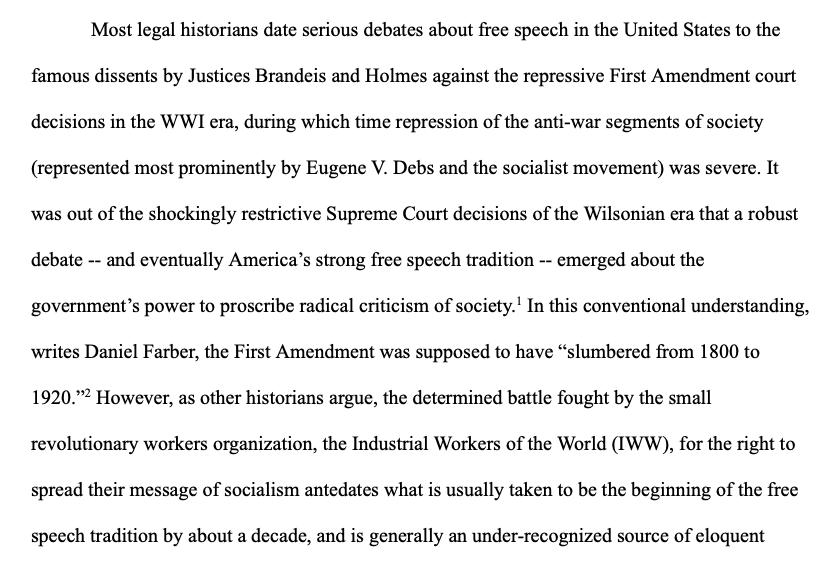 Most legal historians date serious debates about free speech in the United States to the
famous dissents by Justices Brandeis and Holmes against the repressive First Amendment court
decisions in the WWI era, during which time repression of the anti-war segments of society
(represented most prominently by Eugene V. Debs and the socialist movement) was severe. It
was out of the shockingly restrictive Supreme Court decisions of the Wilsonian era that a robust
debate -- and eventually America’s strong free speech tradition -- emerged about the
government’s power to proscribe radical criticism of society.¹ In this conventional understanding,
writes Daniel Farber, the First Amendment was supposed to have “slumbered from 1800 to
1920.”² However, as other historians argue, the determined battle fought by the small
revolutionary workers organization, the Industrial Workers of the World (IWW), for the right to
spread their message of socialism antedates what is usually taken to be the beginning of the free
speech tradition by about a decade, and is generally an under-recognized source of eloquent